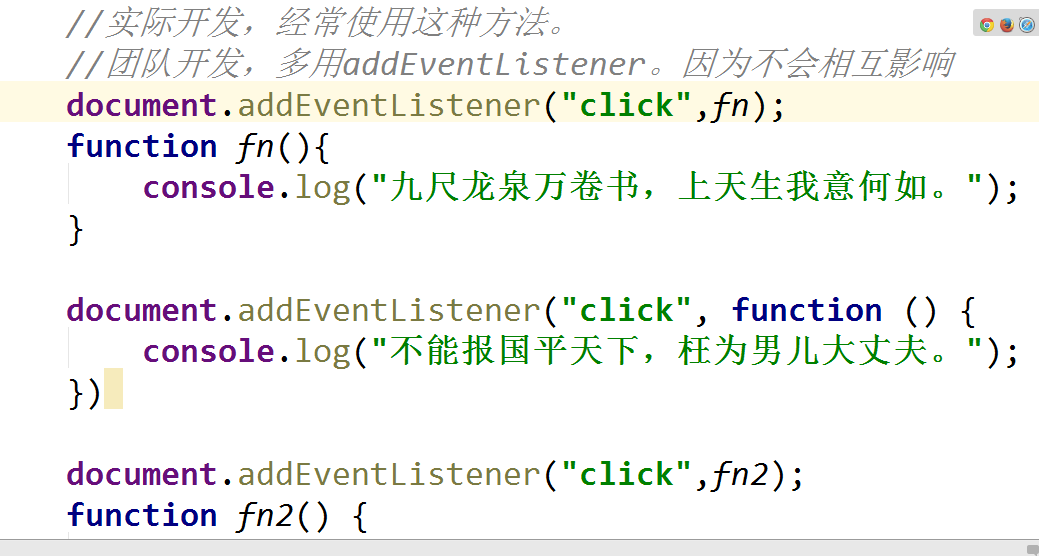 //实际开发，经常使用这种方法。
//团队开发，多用addEventListener。因为不会相互影响
document.addEventListener("click",fn);
function fn(){
    console.log("九尺龙泉万卷书，上天生我意何如。");
}
document.addEventListener("click", function () {
    console.log("不能报国平天下，枉为男儿大丈夫。");
})
document.addEventListener("click",fn2);
function fn2() {